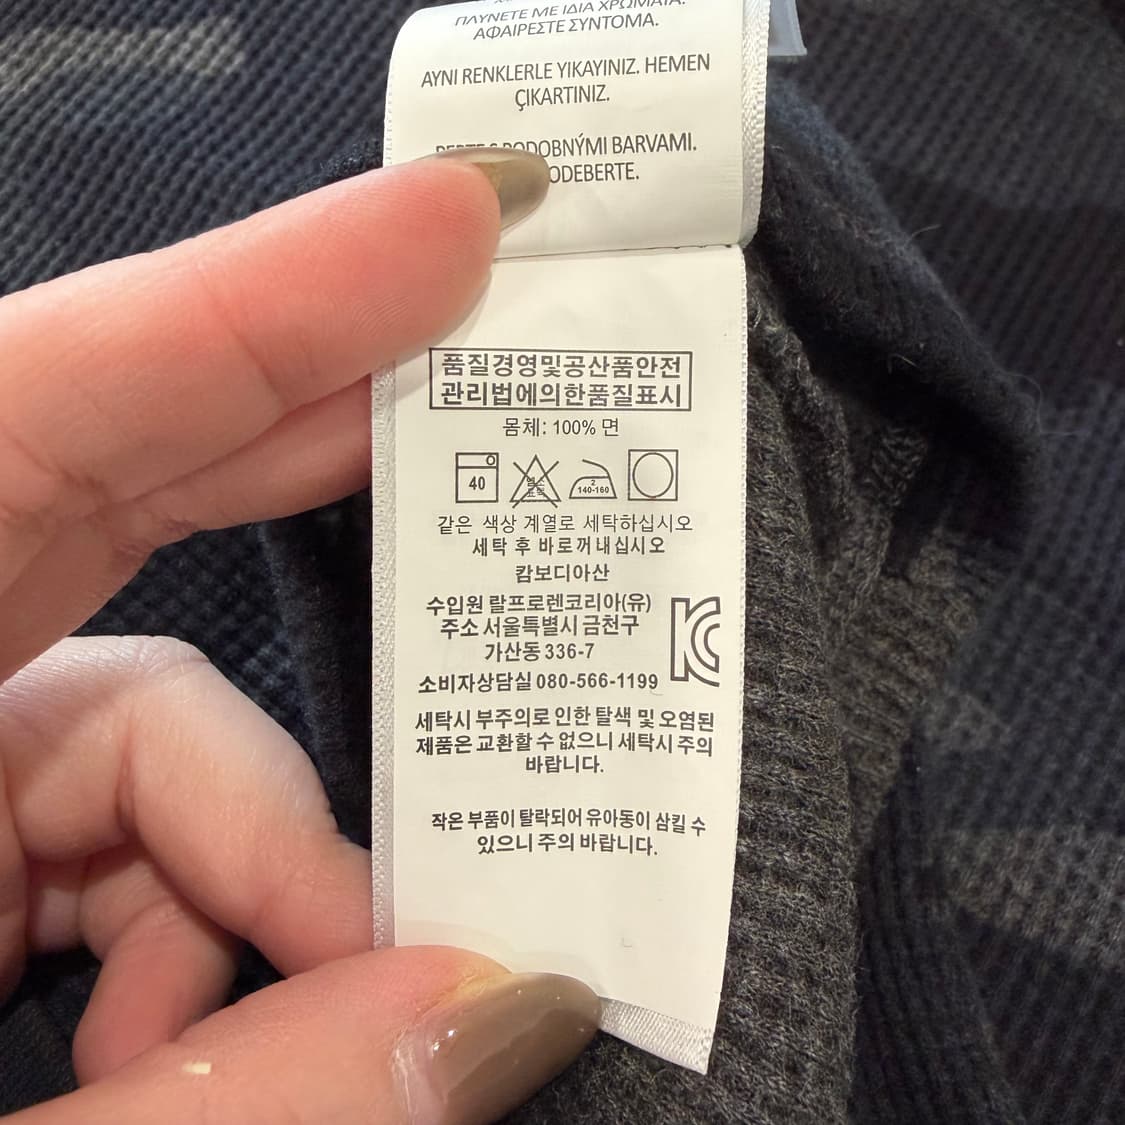 ΠΛΥΝΕΤΕ ΜΕ ΙΔΙΑ ΧΡΩΜΑΤΑ.
ΑΦΑΙΡΕΣΤΕ ΣΥΝΤΟΜΑ.
AYNI RENKLERLE YIKAYINIZ. HEMEN
ÇIKARTINIZ.
PODOBNÝMI BARVAMI.
품질경영및공산품안전
관리법에의한품질표시
몸체: 100% 면
40
2
140-160
같은 색상 계열로 세탁하십시오
세탁 후 바로꺼내십시오
캄보디아산
수입원 랄프로렌코리아(유)
주소 서울특별시 금천구
가산동 336-7
소비자상담실 080-566-1199
세탁시 부주의로 인한 탈색 및 오염된
제품은 교환할 수 없으니 세탁시 주의
바랍니다.
작은 부품이 탈락되어 유아동이 삼킬 수
있으니 주의 바랍니다.